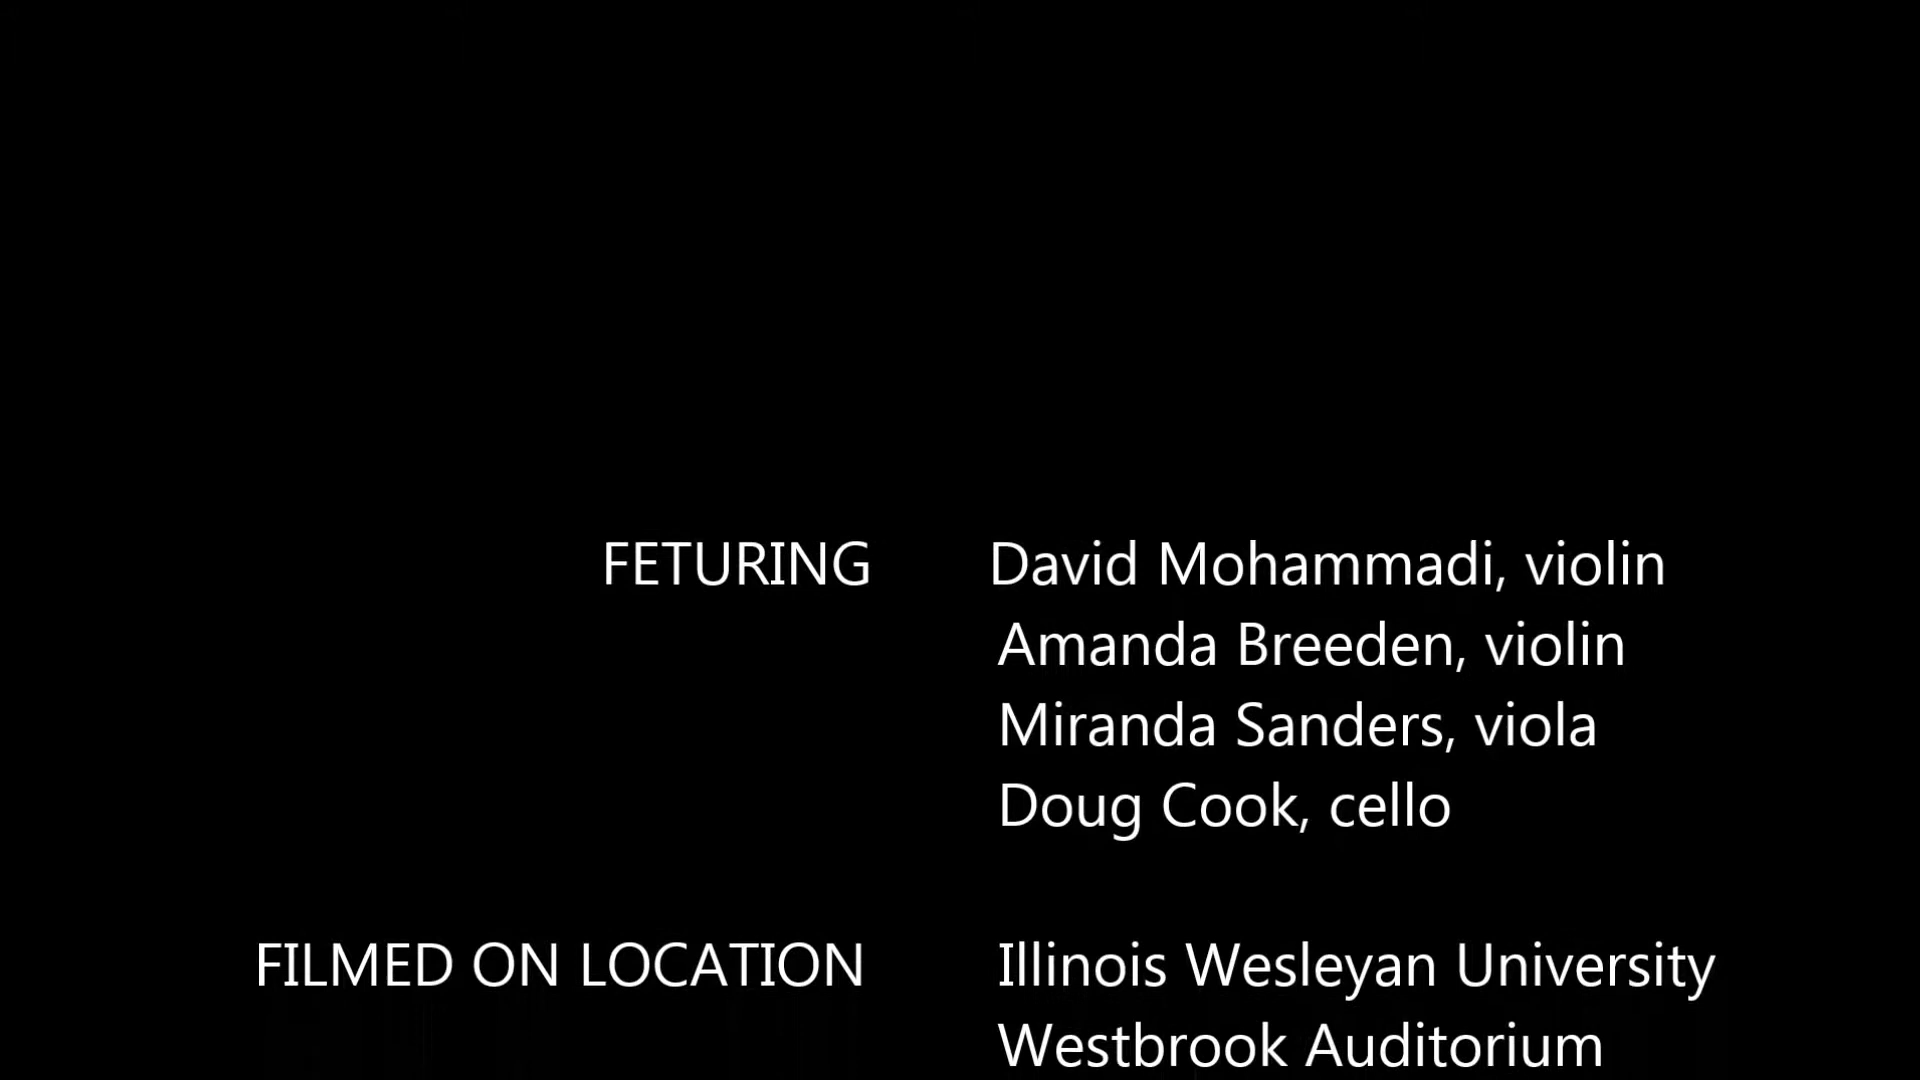 FETURING David Mohammadi, violin
Amanda Breeden, violin
Miranda Sanders, viola
Doug Cook, cello
FILMED ON LOCATION Illinois Wesleyan University
Westbrook Auditorium